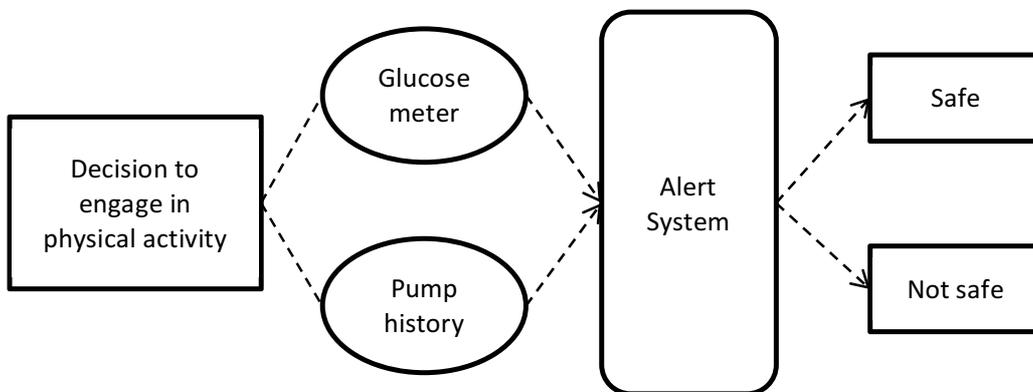 Decision to
engage in
physical activity
Glucose
meter
Pump
history
Alert
System
Safe
Not safe